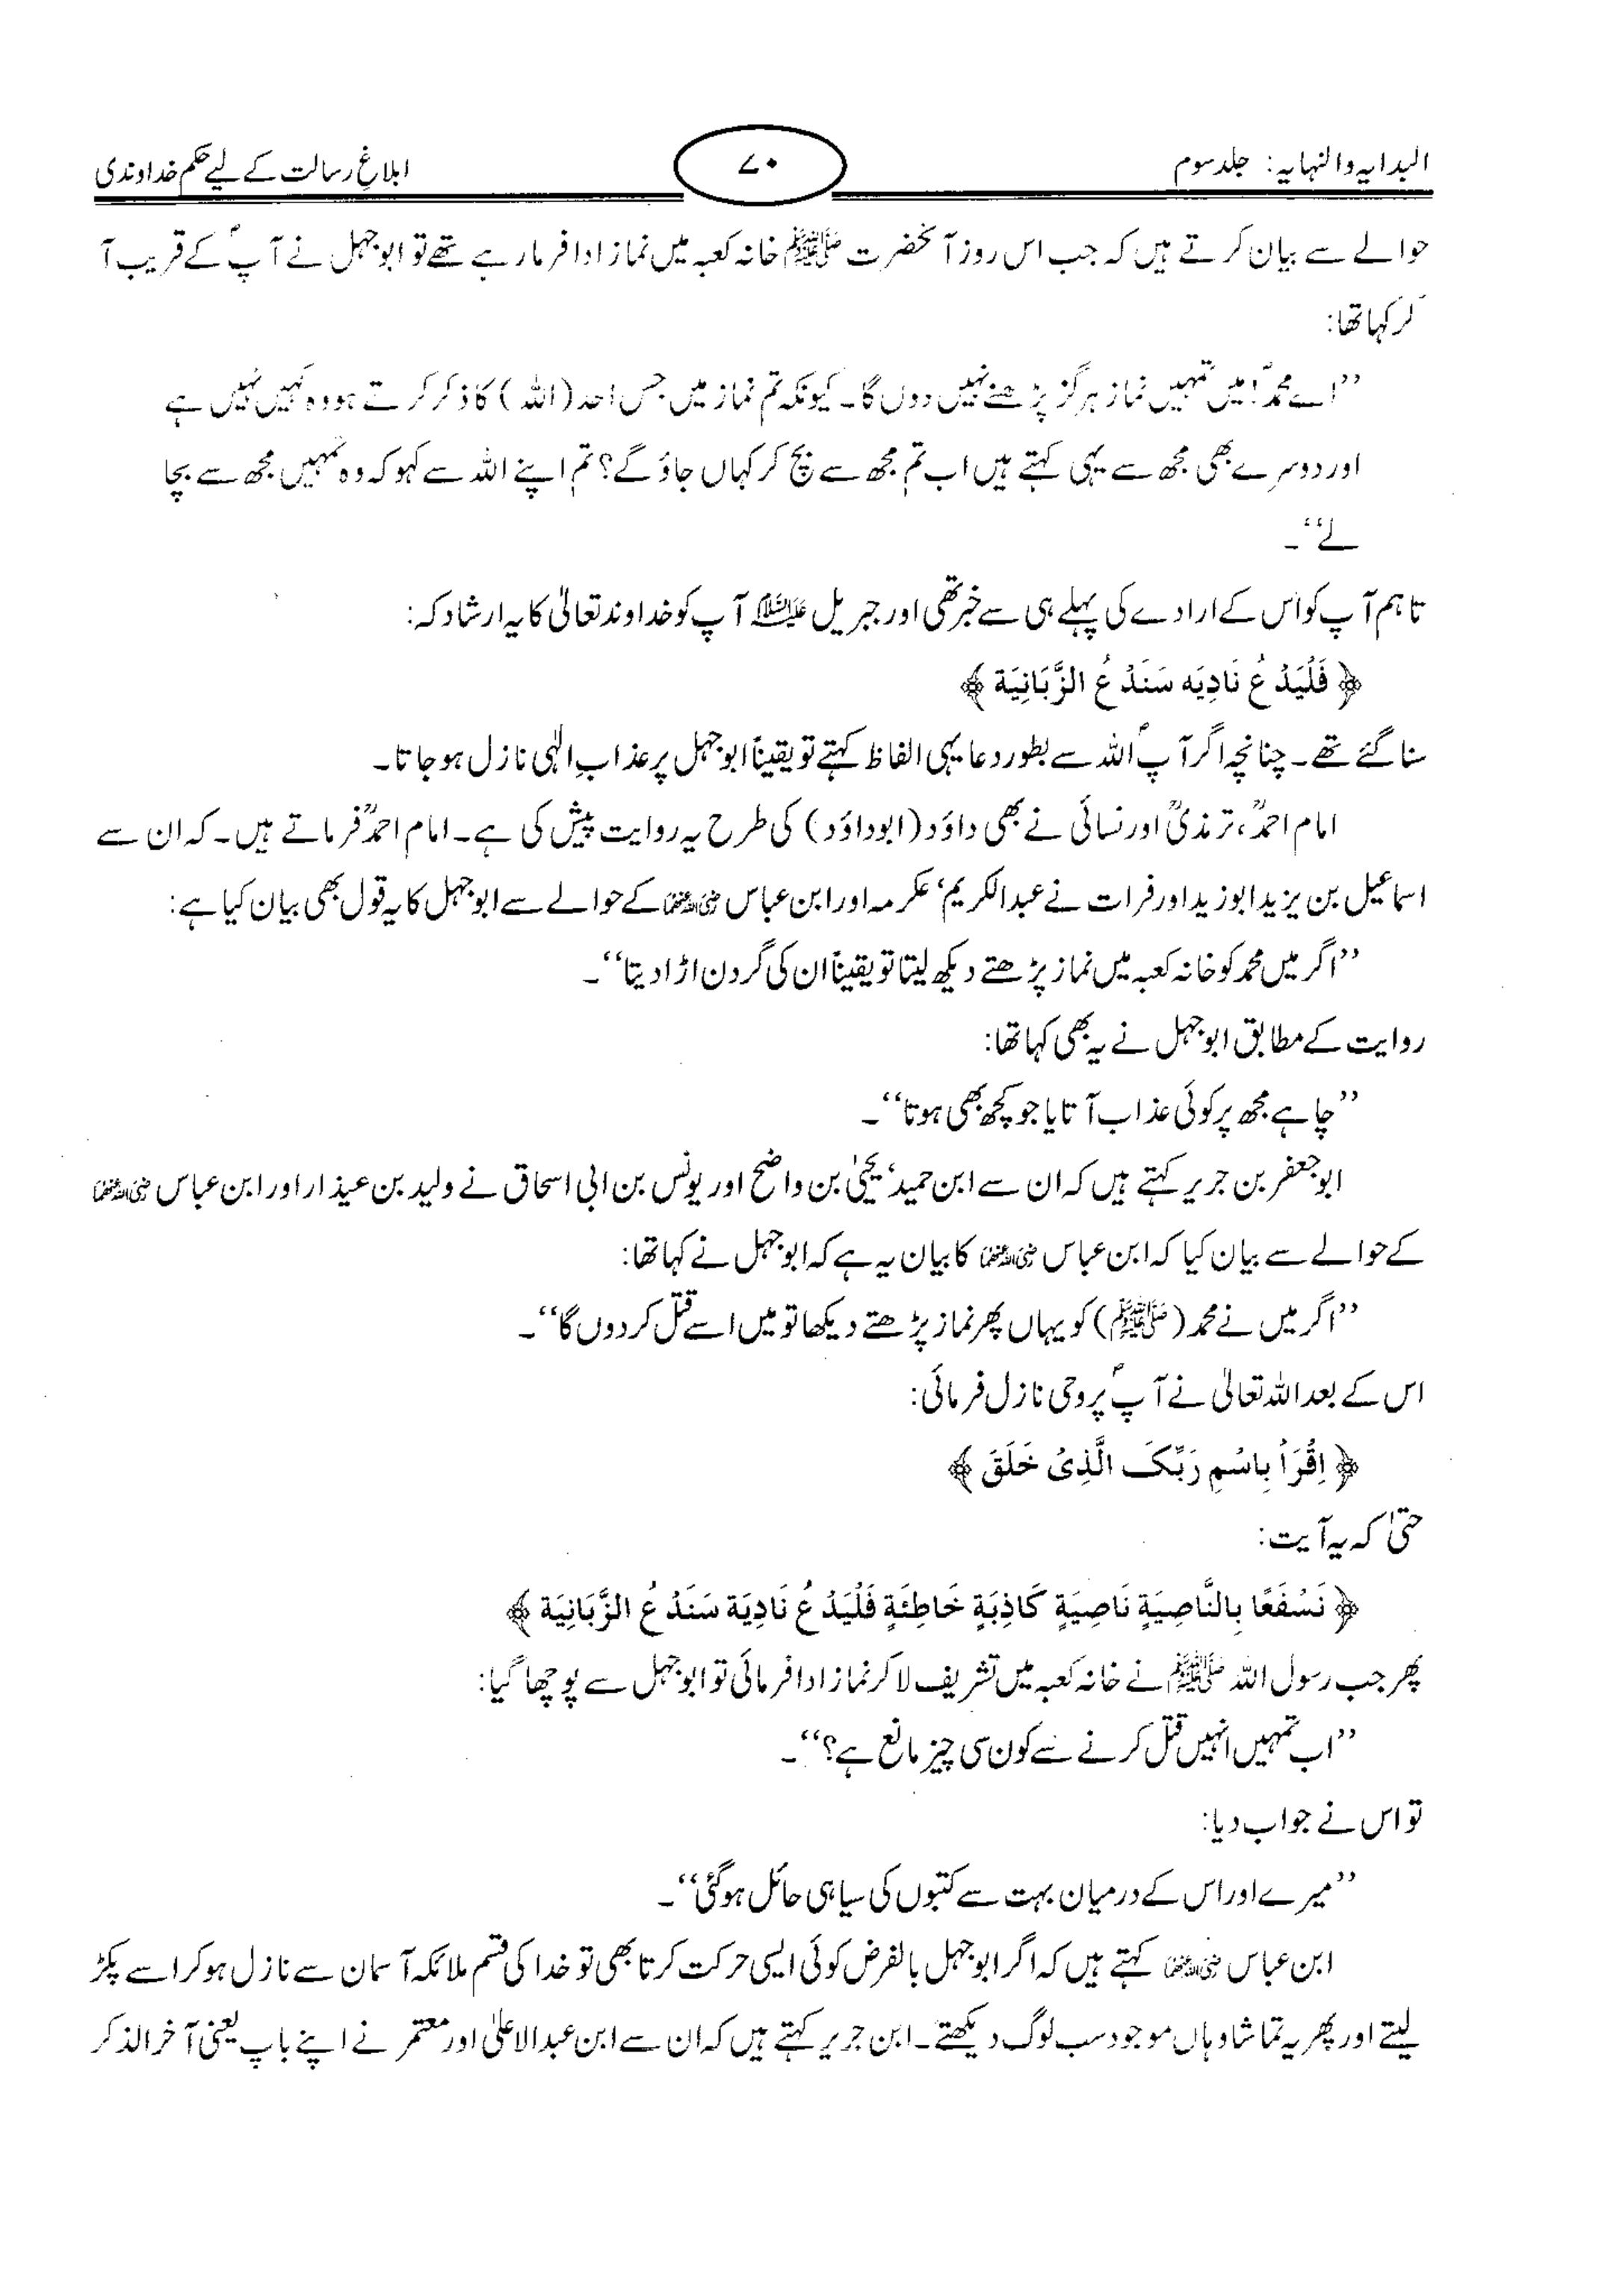 البدایہ والنہایہ: جلد سوم
۷۰
ابلاغِ رسالت کے لیے حکم خداوندی
حوالے سے بیان کرتے ہیں کہ جب اس روز آنحضرت ﷺ خانہ کعبہ میں نماز ادا فرما رہے تھے تو ابوجہل نے آپؐ کے قریب آ
کر کہا تھا:
’’اے محمدؐ! میں تمہیں نماز ہرگز پڑھنے نہیں دوں گا۔ کیونکہ تم نماز میں جس احد (اللہ) کا ذکر کرتے ہو وہ کہیں نہیں ہے
اور دوسرے بھی مجھ سے یہی کہتے ہیں اب تم مجھ سے بچ کر کہاں جاؤ گے؟ تم اپنے اللہ سے کہو کہ وہ تمہیں مجھ سے بچا
لے‘‘۔
تاہم آپ کو اس کے ارادے کی پہلے ہی سے خبر تھی اور جبریل علیہ السلام آپ کو خداوند تعالیٰ کا یہ ارشاد کہ:
﴿ فَلْيَدْعُ نَادِيَه سَنَدْعُ الزَّبَانِيَة ﴾
سنا گئے تھے۔ چنانچہ اگر آپؐ اللہ سے بطور دعا یہی الفاظ کہتے تو یقیناً ابوجہل پر عذابِ الٰہی نازل ہو جاتا۔
امام احمدؒ، ترمذیؒ اور نسائی نے بھی داؤد (ابوداؤد) کی طرح یہ روایت پیش کی ہے۔ امام احمدؒ فرماتے ہیں۔ کہ ان سے
اسماعیل بن یزید ابوزید اور فرات نے عبدالکریم‘ عکرمہ اور ابن عباس رضی اللہ عنہما کے حوالے سے ابوجہل کا یہ قول بھی بیان کیا ہے:
’’اگر میں محمد کو خانہ کعبہ میں نماز پڑھتے دیکھ لیتا تو یقیناً ان کی گردن اڑا دیتا‘‘۔
روایت کے مطابق ابوجہل نے یہ بھی کہا تھا:
’’چاہے مجھ پر کوئی عذاب آتا یا جو کچھ بھی ہوتا‘‘۔
ابوجعفر بن جریر کہتے ہیں کہ ان سے ابن حمید‘ یحییٰ بن واضح اور یونس بن ابی اسحاق نے ولید بن عیذار اور ابن عباس رضی اللہ عنہما
کے حوالے سے بیان کیا کہ ابن عباس رضی اللہ عنہما کا بیان یہ ہے کہ ابوجہل نے کہا تھا:
’’اگر میں نے محمد (ﷺ) کو یہاں پھر نماز پڑھتے دیکھا تو میں اسے قتل کر دوں گا‘‘۔
اس کے بعد اللہ تعالیٰ نے آپؐ پر وحی نازل فرمائی:
﴿ اِقْرَأْ بِاسْمِ رَبِّكَ الَّذِىْ خَلَقَ ﴾
حتیٰ کہ یہ آیت:
﴿ نَسْفَعًا بِالنَّاصِيَةِ نَاصِيَةٍ كَاذِبَةٍ خَاطِئَةٍ فَلْيَدْعُ نَادِيَة سَنَدْعُ الزَّبَانِيَة ﴾
پھر جب رسول اللہ ﷺ نے خانہ کعبہ میں تشریف لا کر نماز ادا فرمائی تو ابوجہل سے پوچھا گیا:
’’اب تمہیں انہیں قتل کرنے سے کون سی چیز مانع ہے؟‘‘۔
تو اس نے جواب دیا:
’’میرے اور اس کے درمیان بہت سے کتبوں کی سیاہی حائل ہو گئی‘‘۔
ابن عباس رضی اللہ عنہما کہتے ہیں کہ اگر ابوجہل بالفرض کوئی ایسی حرکت کرتا بھی تو خدا کی قسم ملائکہ آسمان سے نازل ہو کر اسے پکڑ
لیتے اور پھر یہ تماشا وہاں موجود سب لوگ دیکھتے۔ ابن جریر کہتے ہیں کہ ان سے ابن عبدالاعلیٰ اور معتمر نے اپنے باپ یعنی آخر الذکر